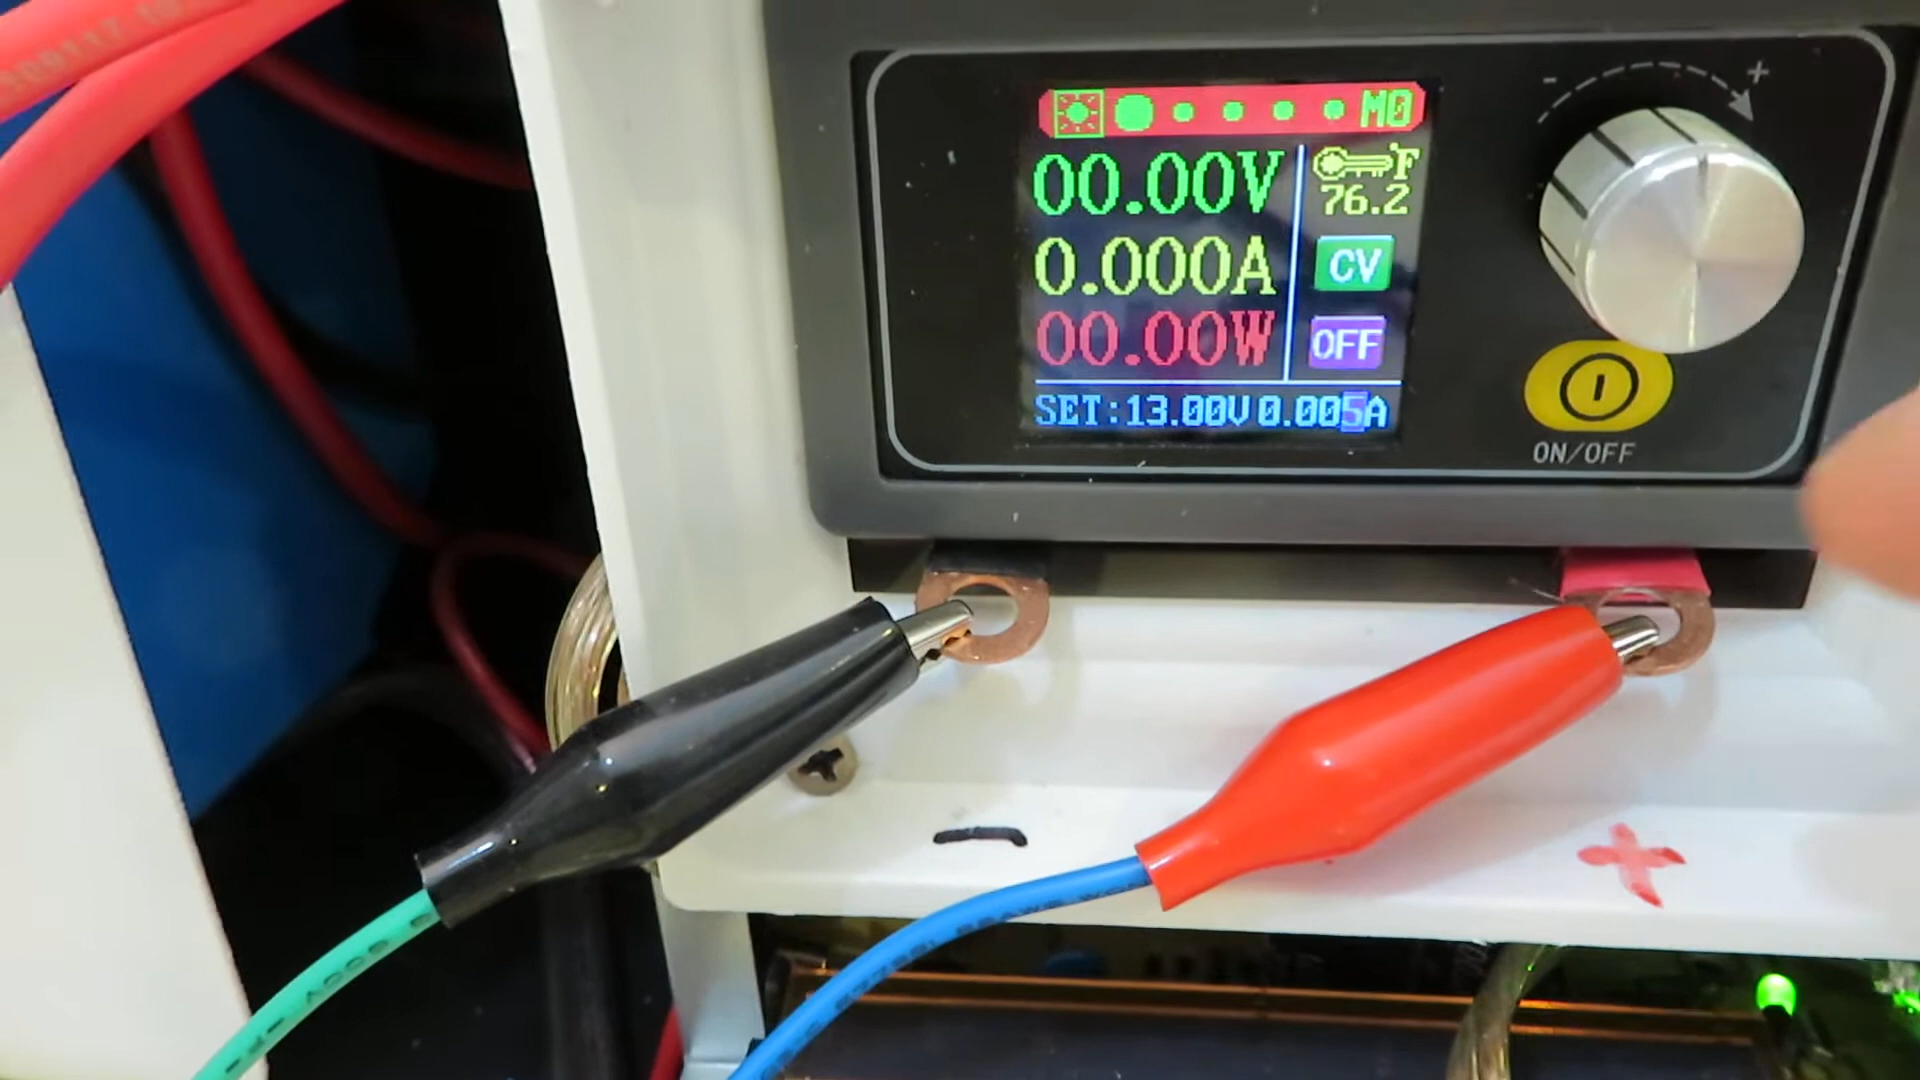 M0
00.00V
°F
76.2
0.000A
CV
00.00W
OFF
SET:13.00V 0.005A
- +
ON/OFF
- +